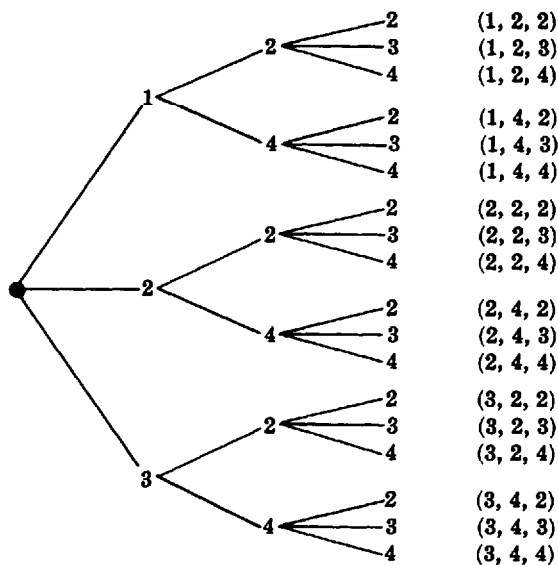 2 (1, 2, 2)
2 3 (1, 2, 3)
4 (1, 2, 4)
1
2 (1, 4, 2)
4 3 (1, 4, 3)
4 (1, 4, 4)
2 (2, 2, 2)
2 3 (2, 2, 3)
4 (2, 2, 4)
2
2 (2, 4, 2)
4 3 (2, 4, 3)
4 (2, 4, 4)
2 (3, 2, 2)
2 3 (3, 2, 3)
4 (3, 2, 4)
3
2 (3, 4, 2)
4 3 (3, 4, 3)
4 (3, 4, 4)